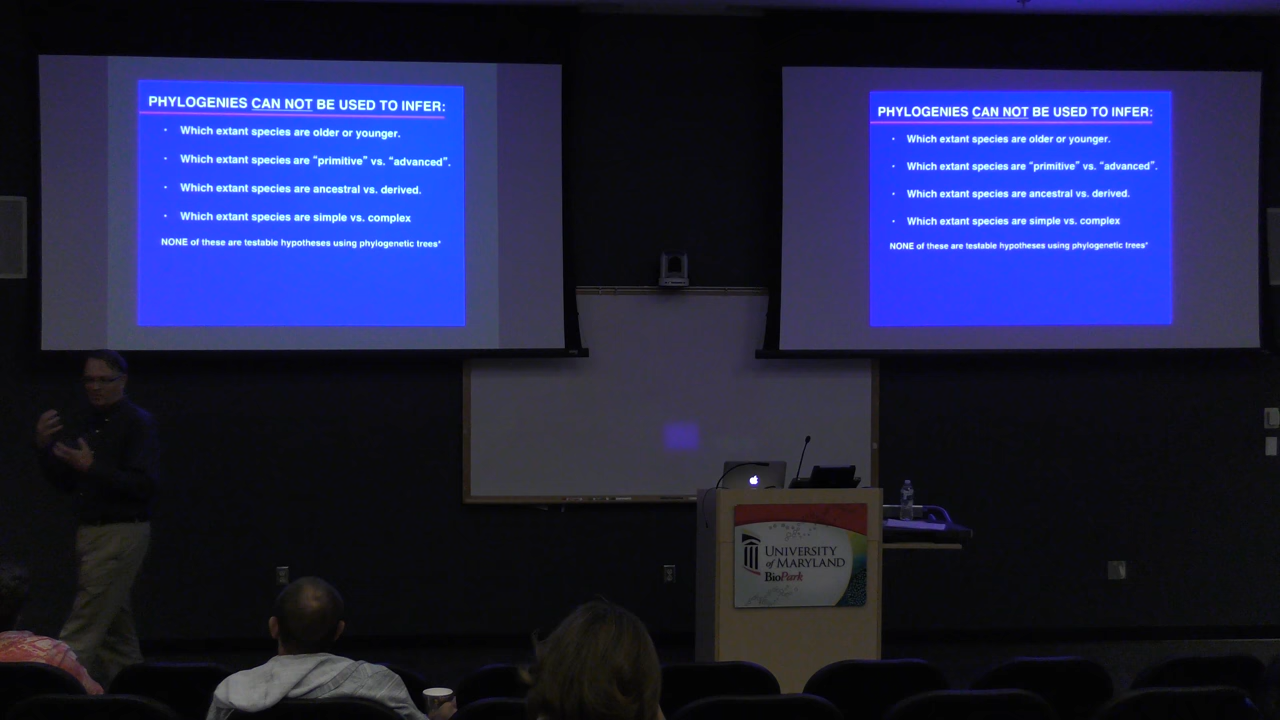 PHYLOGENIES CAN NOT BE USED TO INFER:
• Which extant species are older or younger.
• Which extant species are “primitive” vs. “advanced”.
• Which extant species are ancestral vs. derived.
• Which extant species are simple vs. complex
NONE of these are testable hypotheses using phylogenetic trees*
PHYLOGENIES CAN NOT BE USED TO INFER:
• Which extant species are older or younger.
• Which extant species are “primitive” vs. “advanced”.
• Which extant species are ancestral vs. derived.
• Which extant species are simple vs. complex
NONE of these are testable hypotheses using phylogenetic trees*
UNIVERSITY
of MARYLAND
BioPark